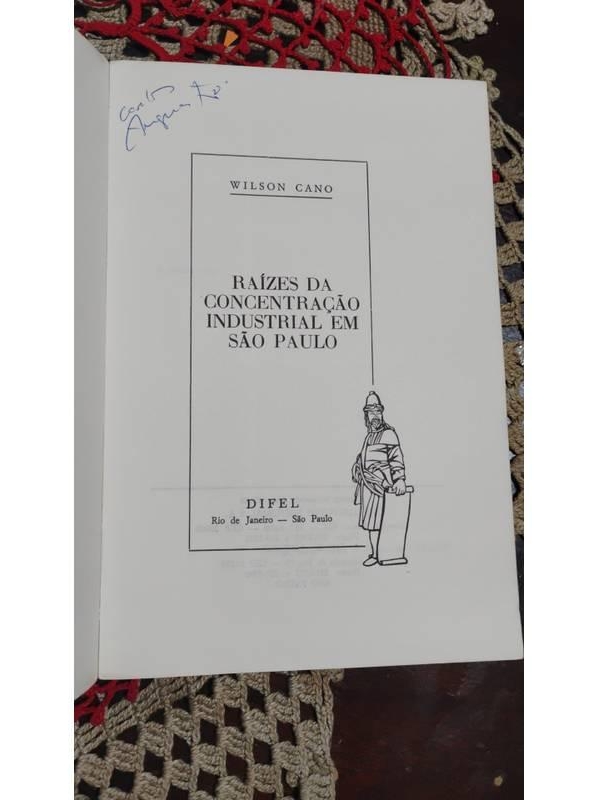 WILSON CANO
RAÍZES DA
CONCENTRAÇÃO
INDUSTRIAL EM
SÃO PAULO
DIFEL
Rio de Janeiro — São Paulo